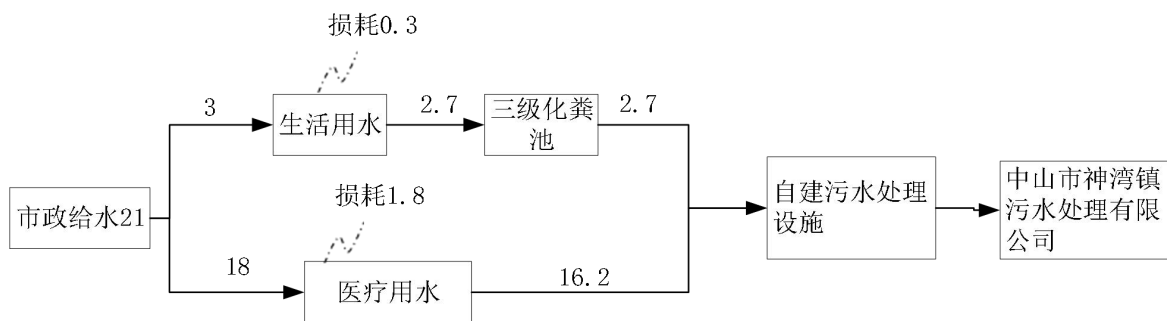 损耗0.3
3
生活用水
2.7
三级化粪
池
2.7
市政给水21
损耗1.8
18
医疗用水
16.2
自建污水处理
设施
中山市神湾镇
污水处理有限
公司